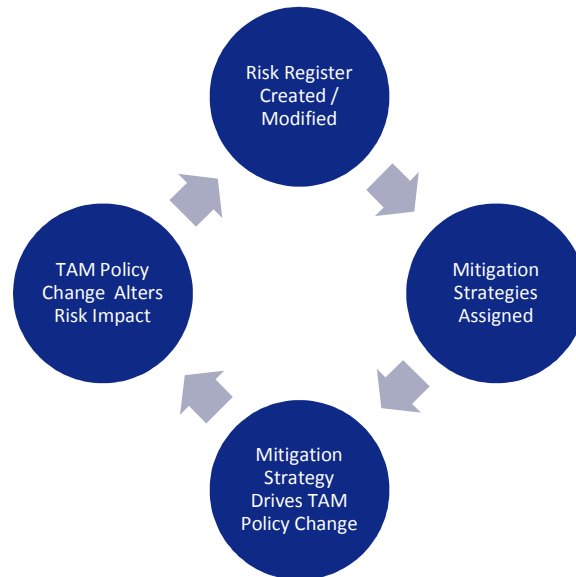 Risk Register
Created /
Modified
Mitigation
Strategies
Assigned
Mitigation
Strategy
Drives TAM
Policy Change
TAM Policy
Change  Alters
Risk Impact